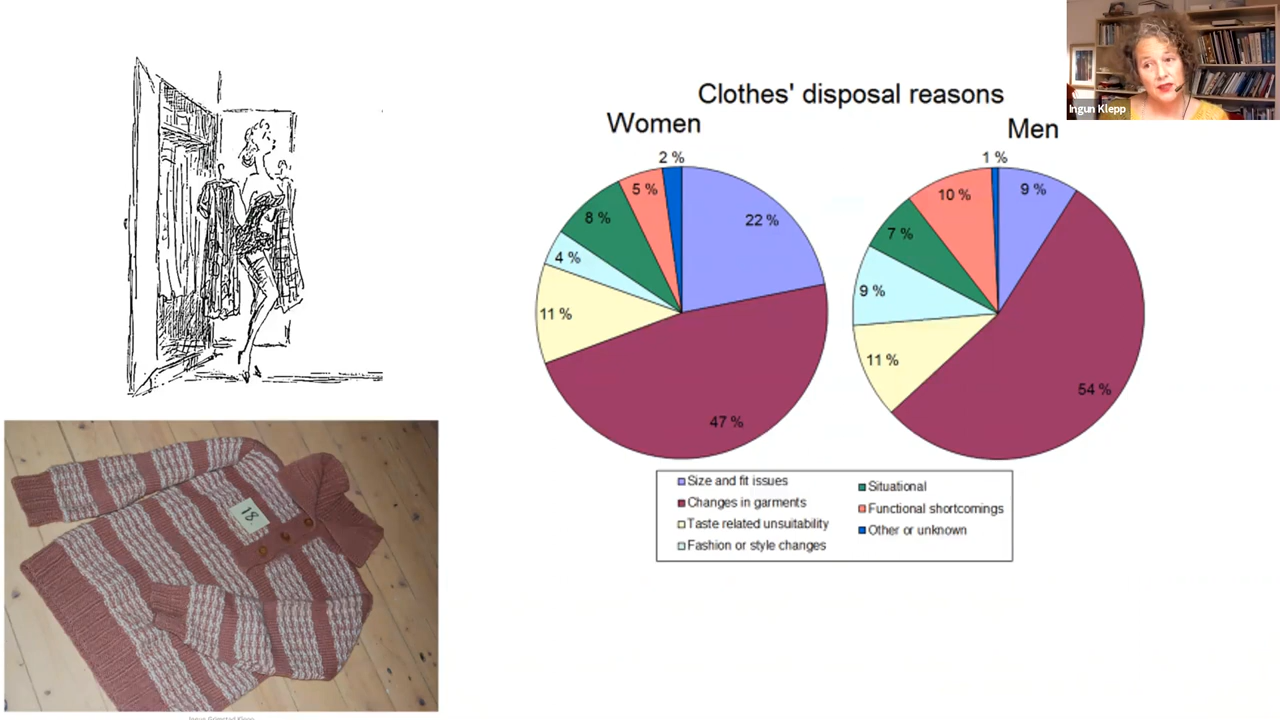 Clothes' disposal reasons
Women
Men
2 %
5 %
8 %
4 %
11 %
22 %
47 %
1 %
10 %
7 %
9 %
11 %
9 %
54 %
Size and fit issues
Changes in garments
Taste related unsuitability
Fashion or style changes
Situational
Functional shortcomings
Other or unknown
Ingun Klepp
18